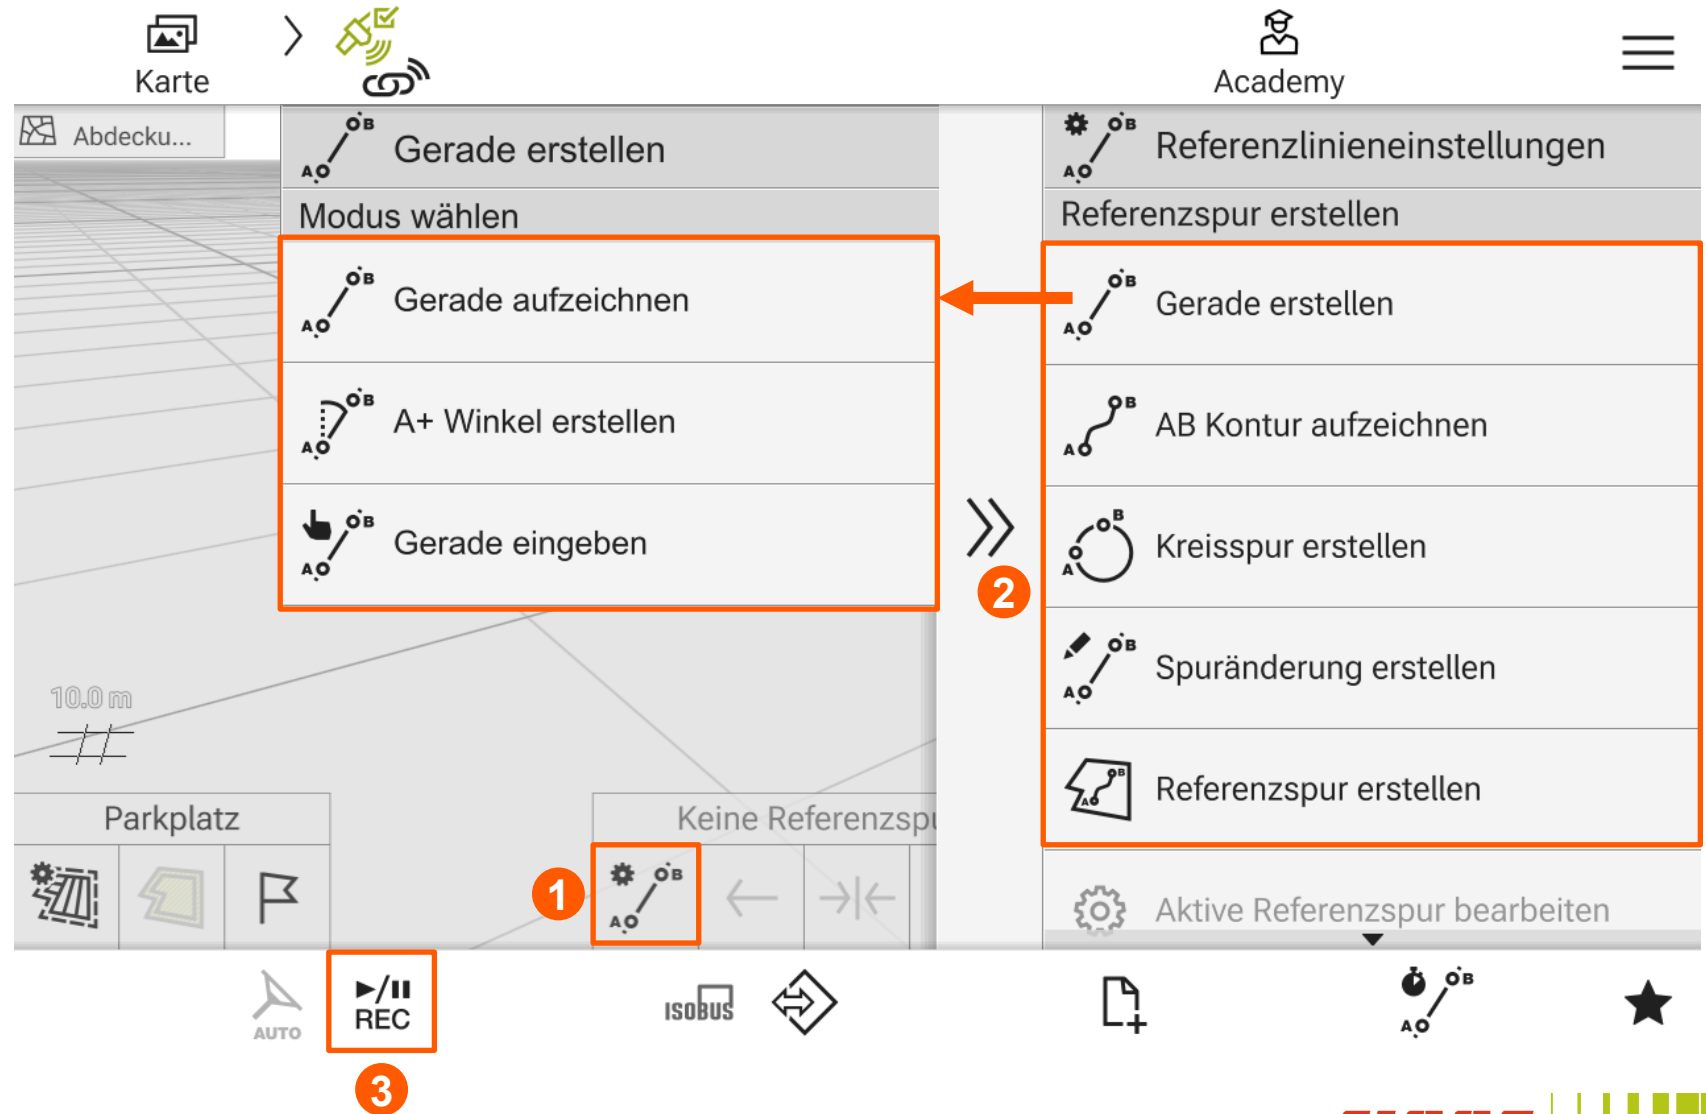 Karte
Academy
Abdecku...
Gerade erstellen
Modus wählen
Gerade aufzeichnen
A+ Winkel erstellen
Gerade eingeben
Referenzlinieneinstellungen
Referenzspur erstellen
Gerade erstellen
AB Kontur aufzeichnen
Kreisspur erstellen
Spuränderung erstellen
Referenzspur erstellen
Aktive Referenzspur bearbeiten
2
10.0 m
Parkplatz
Keine Referenzspu
1
AUTO
REC
ISOBUS
3